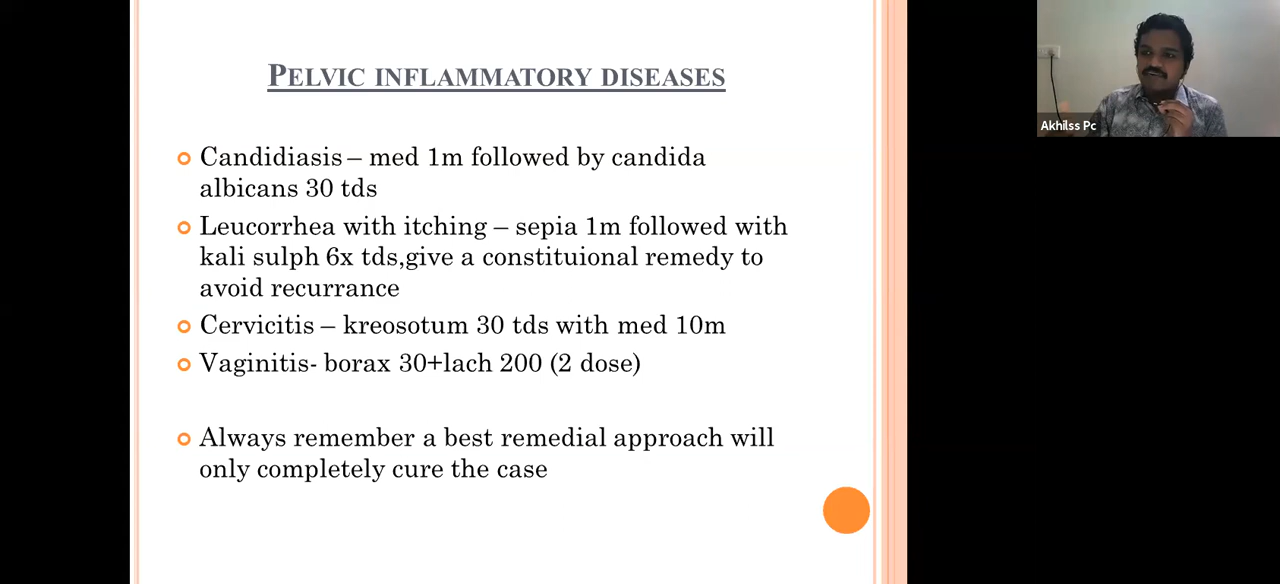 PELVIC INFLAMMATORY DISEASES
Akhilss Pc
Candidiasis – med 1m followed by candida
albicans 30 tds
Leucorrhea with itching – sepia 1m followed with
kali sulph 6x tds,give a constituional remedy to
avoid recurrance
Cervicitis – kreosotum 30 tds with med 10m
Vaginitis- borax 30+lach 200 (2 dose)
Always remember a best remedial approach will
only completely cure the case